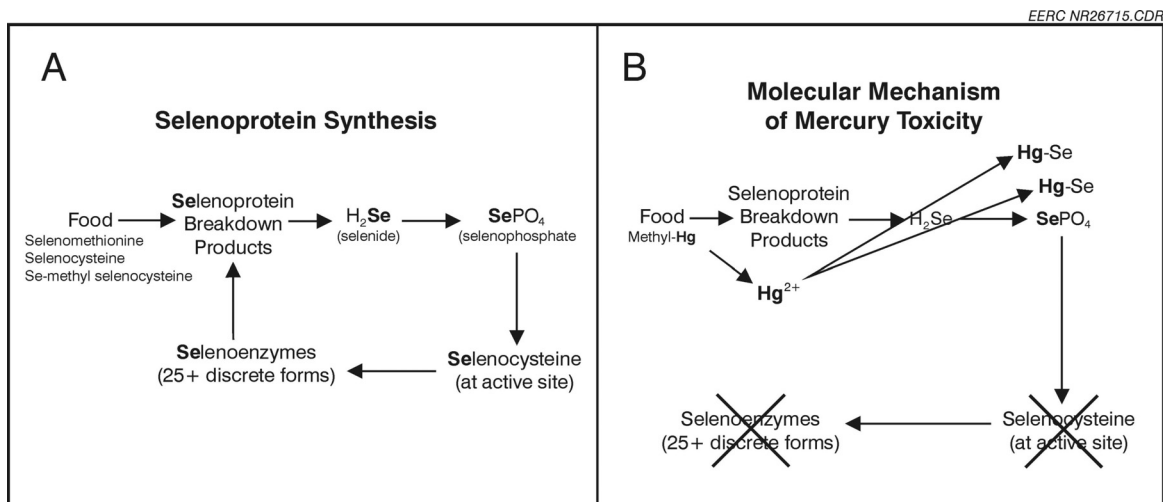 EERC NR26715.CDR
A
Selenoprotein Synthesis
Food
Selenomethionine
Selenocysteine
Se-methyl selenocysteine
Selenoprotein
Breakdown
Products
H₂Se
(selenide)
SePO₄
(selenophosphate
Selenoenzymes
(25+ discrete forms)
Selenocysteine
(at active site)
B
Molecular Mechanism
of Mercury Toxicity
Hg-Se
Hg-Se
Food
Methyl-Hg
Selenoprotein
Breakdown
Products
H₂Se
SePO₄
Hg²⁺
Selenoenzymes
(25+ discrete forms)
Selenocysteine
(at active site)